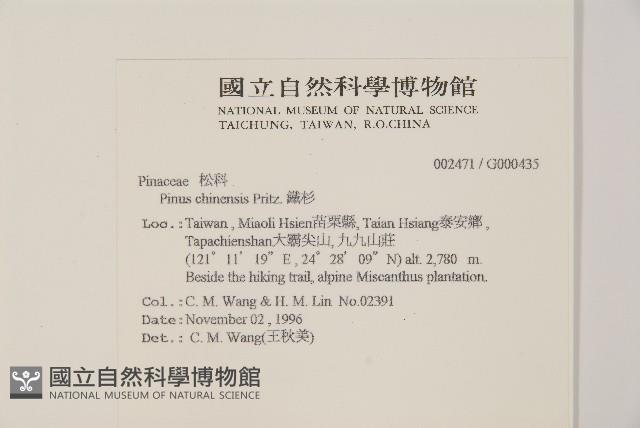 國立自然科學博物館
NATIONAL MUSEUM OF NATURAL SCIENCE
TAICHUNG, TAIWAN, R.O.CHINA
002471 / G000435
Pinaceae 松科
Pinus chinensis Pritz. 鐵杉
Loc.: Taiwan, Miaoli Hsien苗栗縣, Taian Hsiang泰安鄉,
Tapachienshan大霸尖山, 九九山莊
(121° 11' 19" E, 24° 28' 09" N) alt. 2,780 m.
Beside the hiking trail, alpine Miscanthus plantation.
Col.: C. M. Wang & H. M. Lin No.02391
Date: November 02, 1996
Det.: C. M. Wang(王秋美)
國立自然科學博物館
NATIONAL MUSEUM OF NATURAL SCIENCE